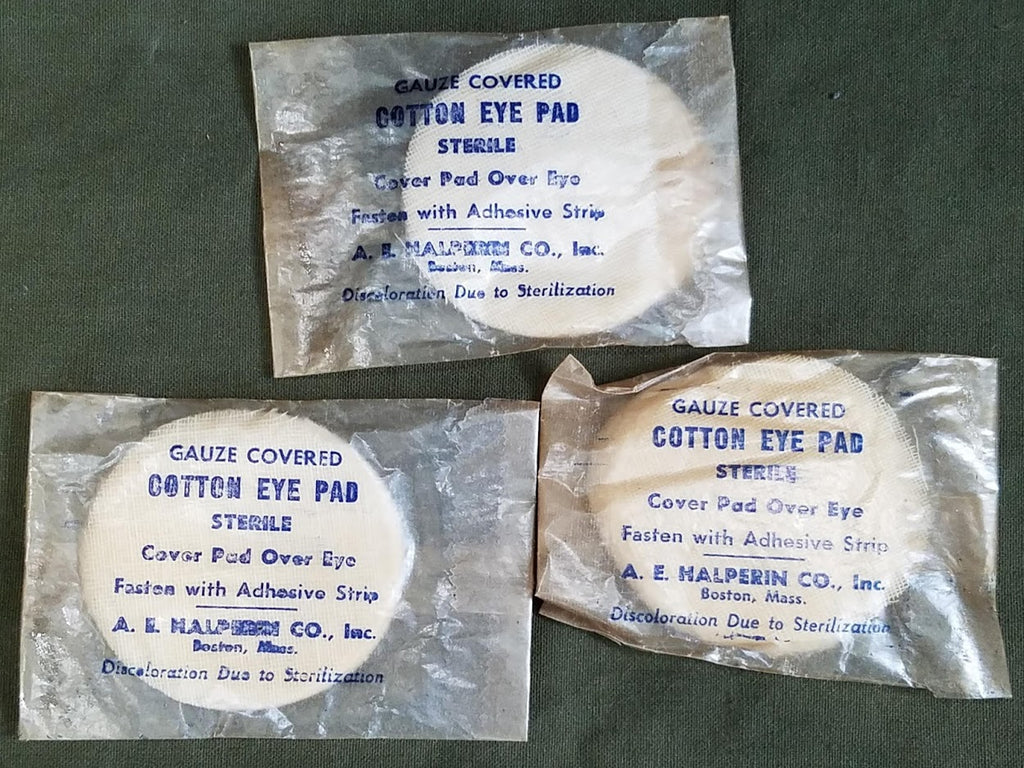 GAUZE COVERED
COTTON EYE PAD
STERILE
Cover Pad Over Eye
Fasten with Adhesive Strip
A. E. HALPERIN CO., Inc.
Boston, Mass.
Discoloration Due to Sterilization
GAUZE COVERED
COTTON EYE PAD
STERILE
Cover Pad Over Eye
Fasten with Adhesive Strip
A. E. HALPERIN CO., Inc.
Boston, Mass.
Discoloration Due to Sterilization
GAUZE COVERED
COTTON EYE PAD
STERILE
Cover Pad Over Eye
Fasten with Adhesive Strip
A. E. HALPERIN CO., Inc.
Boston, Mass.
Discoloration Due to Sterilization